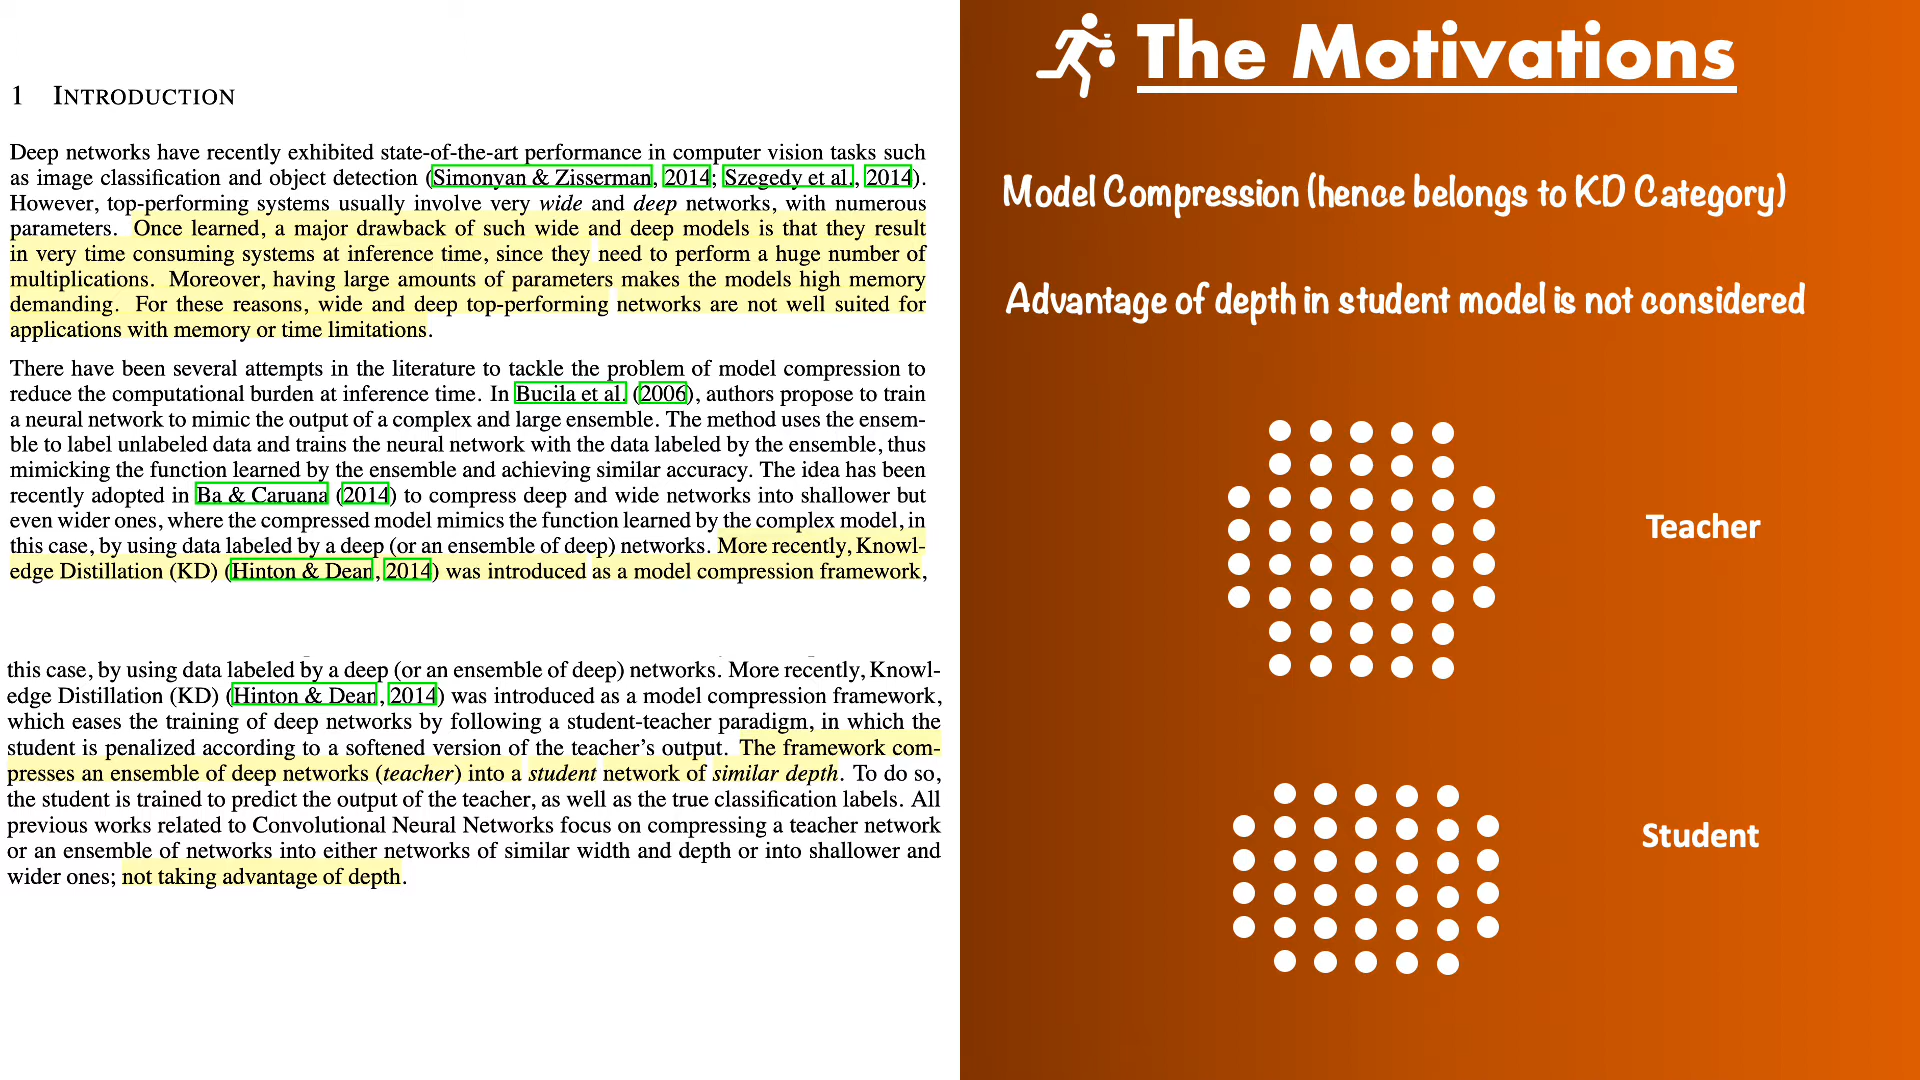 1 INTRODUCTION
Deep networks have recently exhibited state-of-the-art performance in computer vision tasks such
as image classification and object detection (Simonyan & Zisserman, 2014; Szegedy et al., 2014).
However, top-performing systems usually involve very wide and deep networks, with numerous
parameters. Once learned, a major drawback of such wide and deep models is that they result
in very time consuming systems at inference time, since they need to perform a huge number of
multiplications. Moreover, having large amounts of parameters makes the models high memory
demanding. For these reasons, wide and deep top-performing networks are not well suited for
applications with memory or time limitations.
There have been several attempts in the literature to tackle the problem of model compression to
reduce the computational burden at inference time. In Bucila et al. (2006), authors propose to train
a neural network to mimic the output of a complex and large ensemble. The method uses the ensem-
ble to label unlabeled data and trains the neural network with the data labeled by the ensemble, thus
mimicking the function learned by the ensemble and achieving similar accuracy. The idea has been
recently adopted in Ba & Caruana (2014) to compress deep and wide networks into shallower but
even wider ones, where the compressed model mimics the function learned by the complex model, in
this case, by using data labeled by a deep (or an ensemble of deep) networks. More recently, Knowl-
edge Distillation (KD) (Hinton & Dean, 2014) was introduced as a model compression framework,
this case, by using data labeled by a deep (or an ensemble of deep) networks. More recently, Knowl-
edge Distillation (KD) (Hinton & Dean, 2014) was introduced as a model compression framework,
which eases the training of deep networks by following a student-teacher paradigm, in which the
student is penalized according to a softened version of the teacher's output. The framework com-
presses an ensemble of deep networks (teacher) into a student network of similar depth. To do so,
the student is trained to predict the output of the teacher, as well as the true classification labels. All
previous works related to Convolutional Neural Networks focus on compressing a teacher network
or an ensemble of networks into either networks of similar width and depth or into shallower and
wider ones; not taking advantage of depth.
The Motivations
Model Compression (hence belongs to KD Category)
Advantage of depth in student model is not considered
Teacher
Student